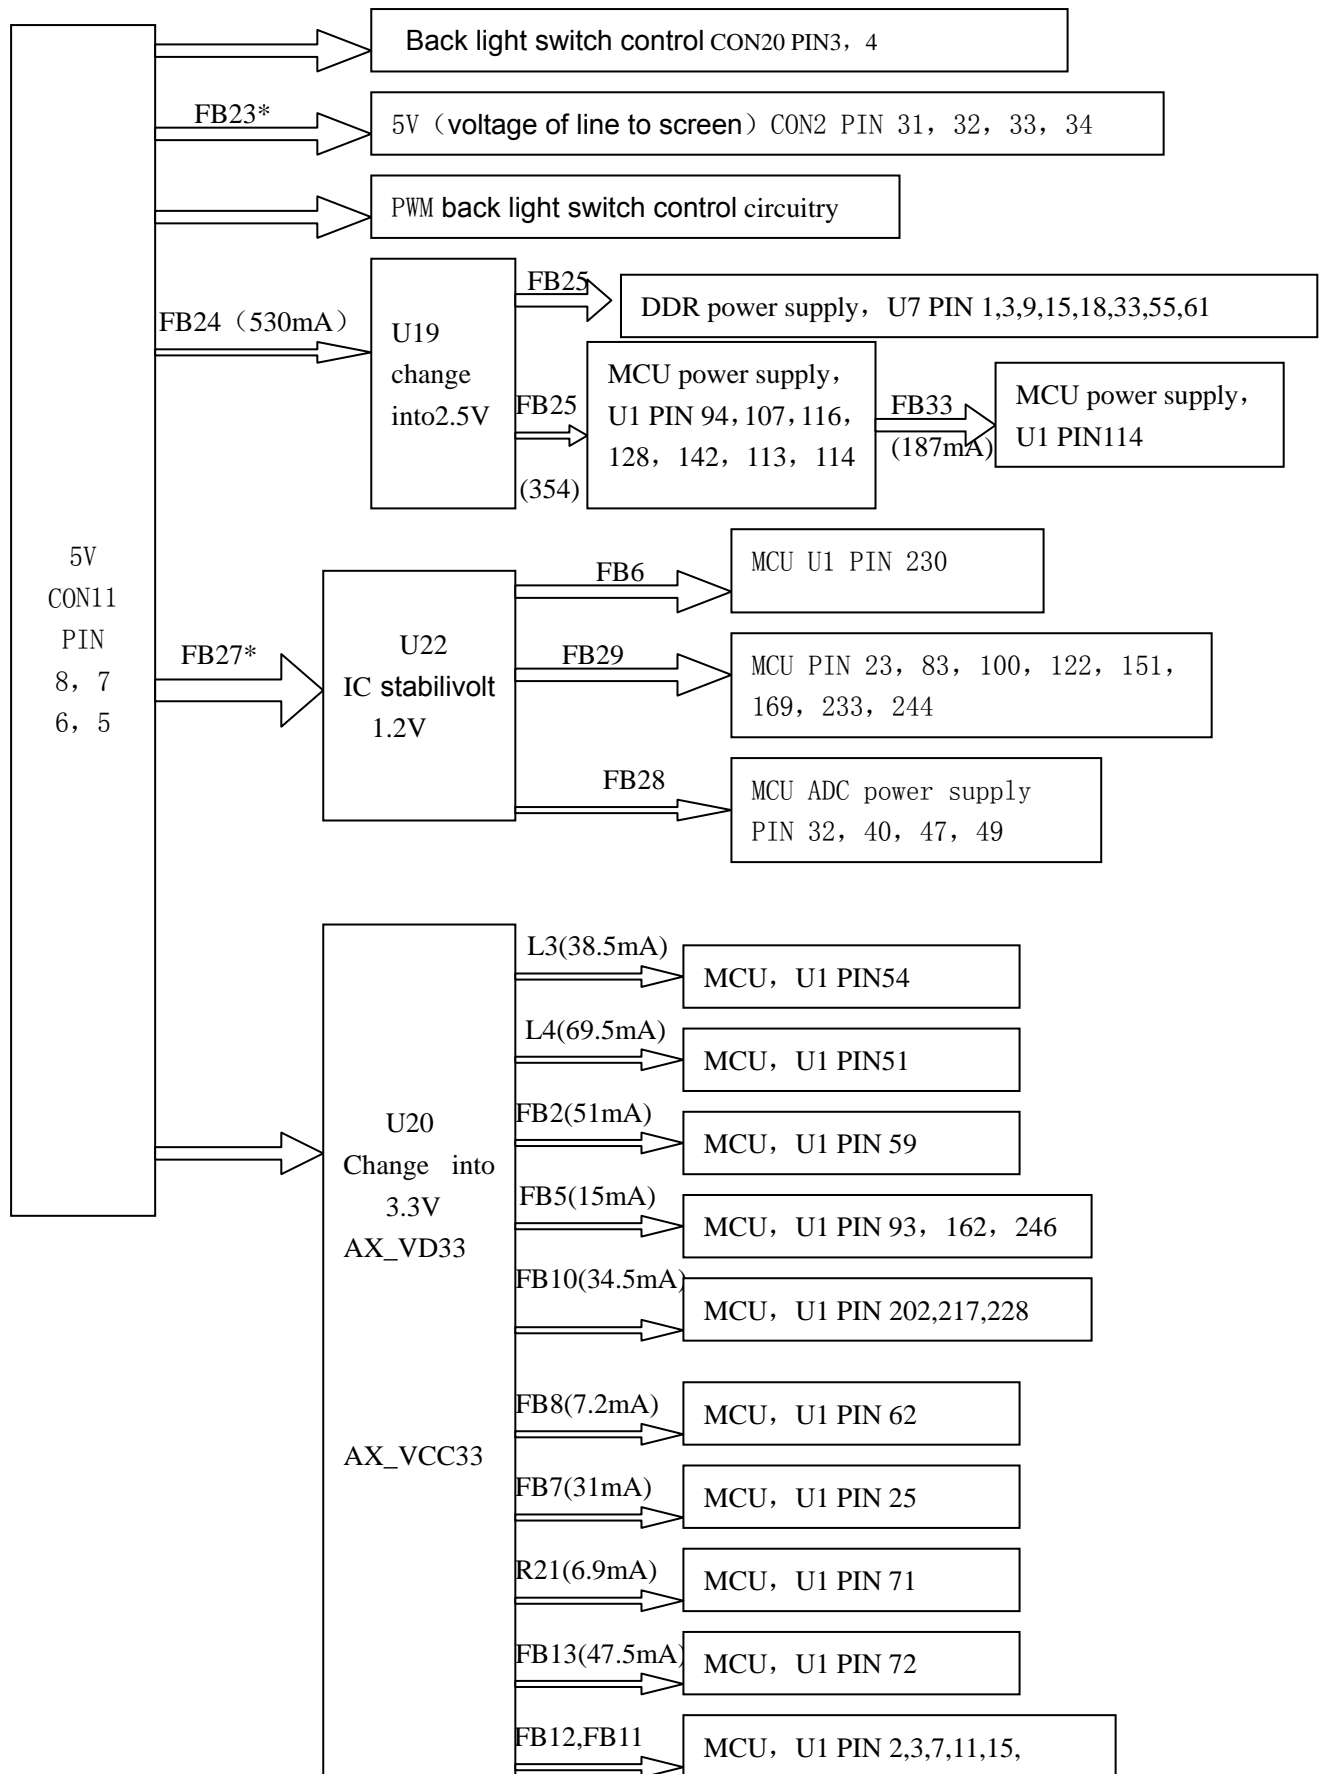 Back light switch control CON20 PIN3，4
FB23*
5V（voltage of line to screen）CON2 PIN 31，32，33，34
PWM back light switch control circuitry
FB24（530mA）
U19
change
into2.5V
FB25
DDR power supply，U7 PIN 1,3,9,15,18,33,55,61
FB25
(354)
MCU power supply，
U1 PIN 94，107，116，
128，142，113，114
FB33
(187mA)
MCU power supply，
U1 PIN114
5V
CON11
PIN
8，7
6，5
FB27*
U22
IC stabilivolt
1.2V
FB6
MCU U1 PIN 230
FB29
MCU PIN 23，83，100，122，151，
169，233，244
FB28
MCU ADC power supply
PIN 32，40，47，49
U20
Change into
3.3V
AX_VD33
AX_VCC33
L3(38.5mA)
MCU，U1 PIN54
L4(69.5mA)
MCU，U1 PIN51
FB2(51mA)
MCU，U1 PIN 59
FB5(15mA)
MCU，U1 PIN 93，162，246
FB10(34.5mA)
MCU，U1 PIN 202,217,228
FB8(7.2mA)
MCU，U1 PIN 62
FB7(31mA)
MCU，U1 PIN 25
R21(6.9mA)
MCU，U1 PIN 71
FB13(47.5mA)
MCU，U1 PIN 72
FB12,FB11
MCU，U1 PIN 2,3,7,11,15,